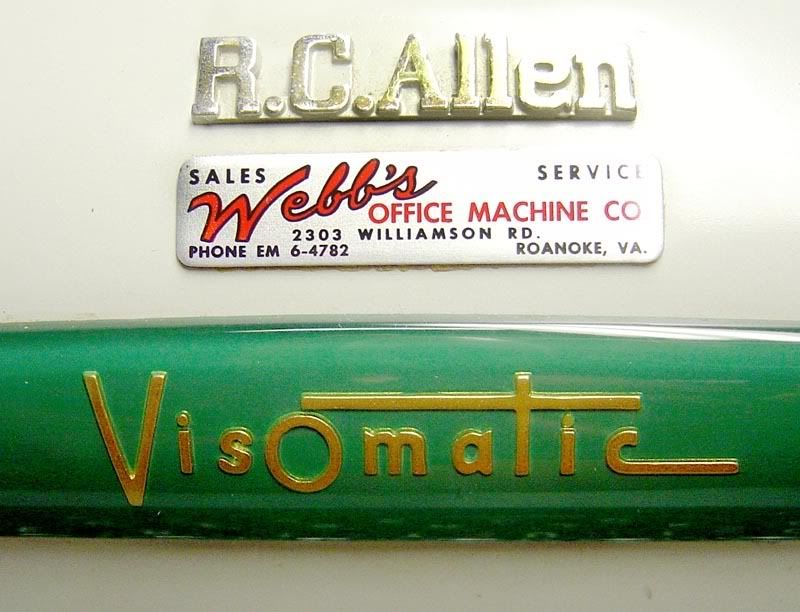 R.C.Allen
SALES SERVICE
Webb's
OFFICE MACHINE CO
2303 WILLIAMSON RD.
PHONE EM 6-4782 ROANOKE, VA.
Visomatic